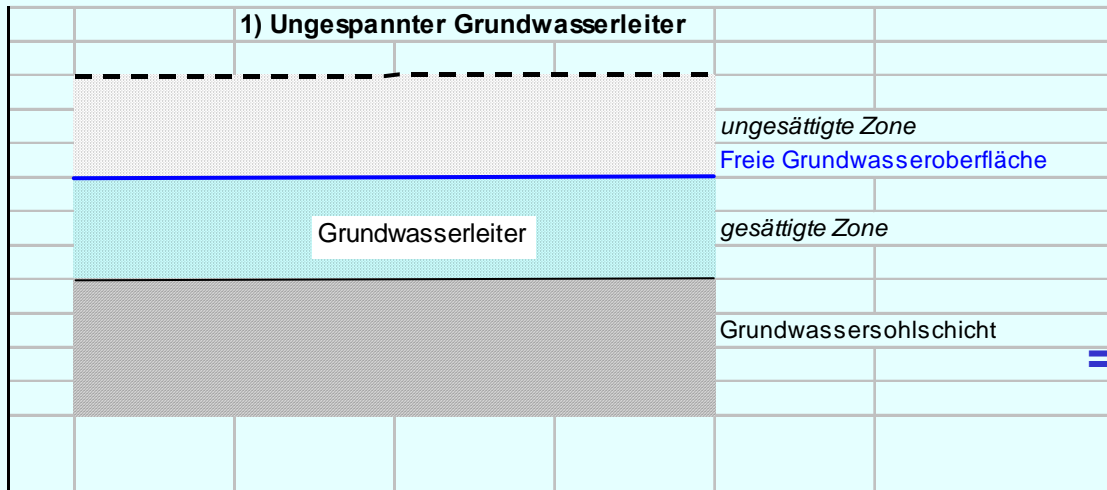 1) Ungespannter Grundwasserleiter
ungesättigte Zone
Freie Grundwasseroberfläche
Grundwasserleiter
gesättigte Zone
Grundwassersohlschicht
=